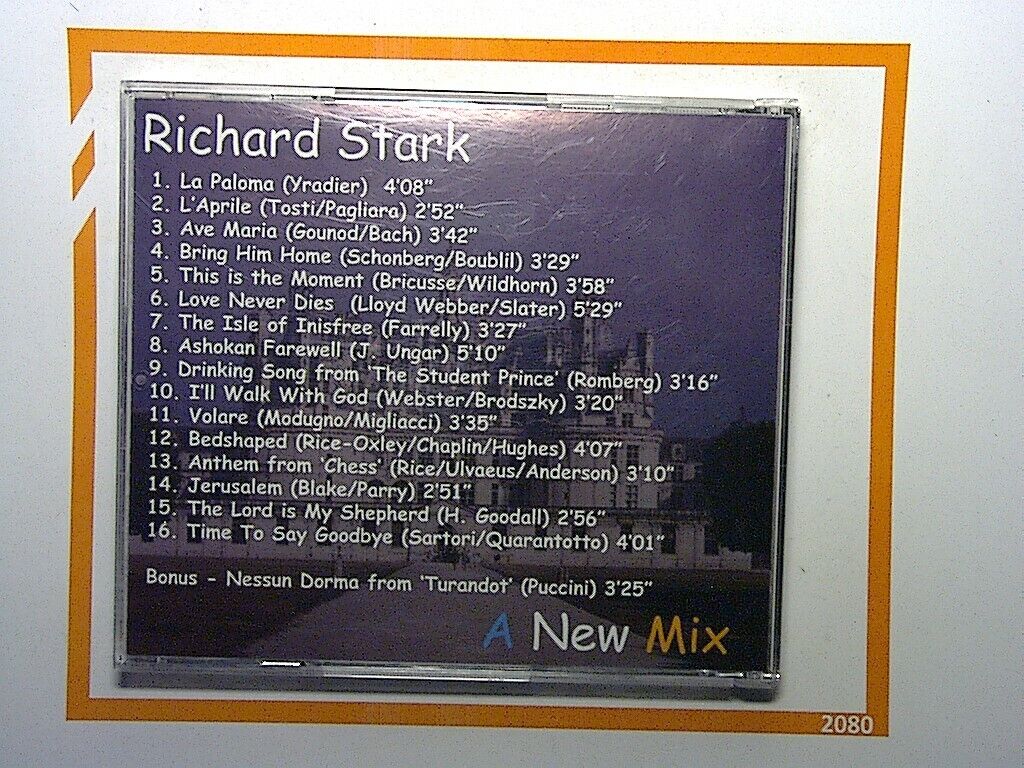 Richard Stark
1. La Paloma (Yradier) 4'08"
2. L'Aprile (Tosti/Pagliara) 2'52"
3. Ave Maria (Gounod/Bach) 3'42"
4. Bring Him Home (Schonberg/Boublil) 3'29"
5. This is the Moment (Bricusse/Wildhorn) 3'58"
6. Love Never Dies (Lloyd Webber/Slater) 5'29"
7. The Isle of Inisfree (Farrelly) 3'27"
8. Ashokan Farewell (J. Ungar) 5'10"
9. Drinking Song from 'The Student Prince' (Romberg) 3'16"
10. I'll Walk With God (Webster/Brodszky) 3'20"
11. Volare (Modugno/Migliacci) 3'35"
12. Bedshaped (Rice-Oxley/Chaplin/Hughes) 4'07"
13. Anthem from 'Chess' (Rice/Ulvaeus/Anderson) 3'10"
14. Jerusalem (Blake/Parry) 2'51"
15. The Lord is My Shepherd (H. Goodall) 2'56"
16. Time To Say Goodbye (Sartori/Quarantotto) 4'01"
Bonus - Nessun Dorma from 'Turandot' (Puccini) 3'25"
A New Mix
2080